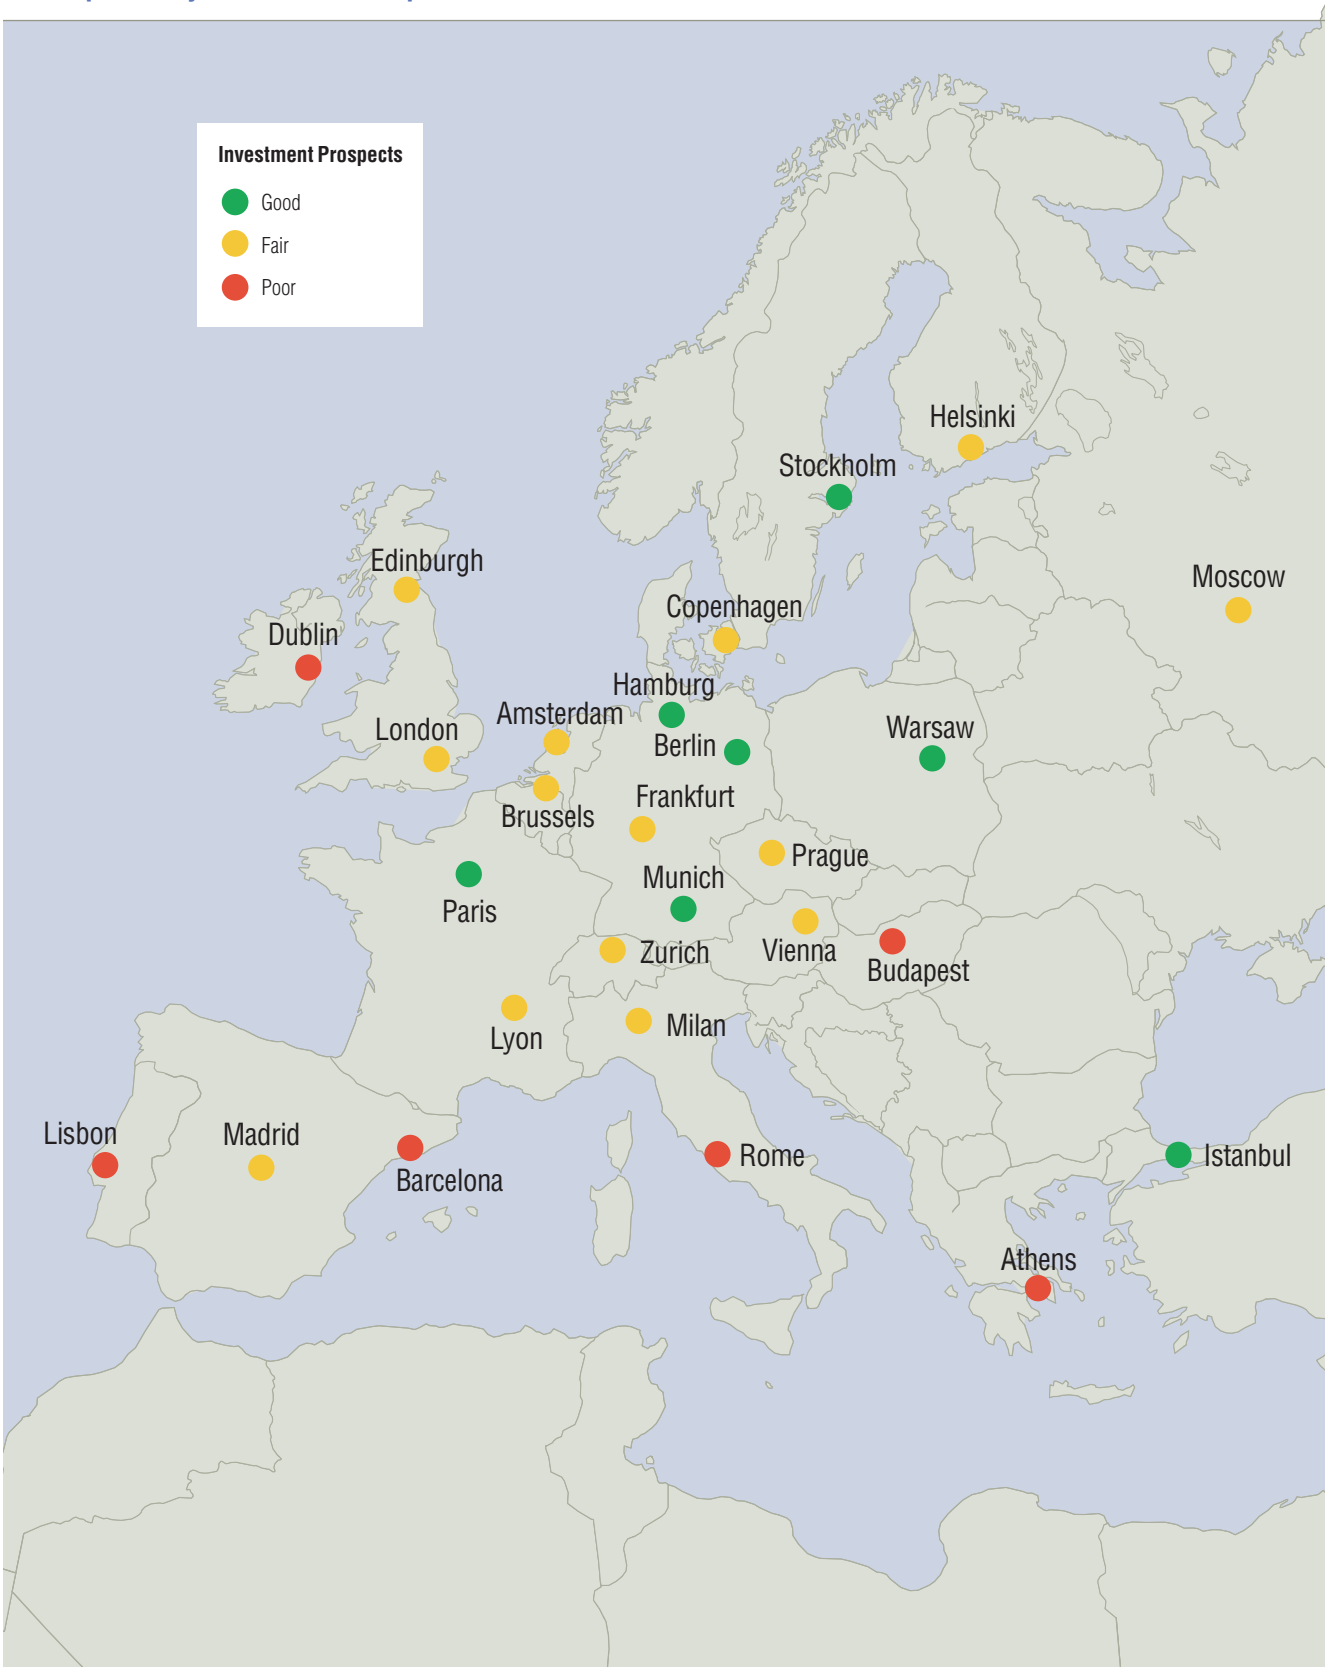 Investment Prospects
Good
Fair
Poor
Helsinki
Stockholm
Edinburgh
Moscow
Copenhagen
Dublin
Hamburg
Amsterdam
London
Berlin
Warsaw
Frankfurt
Brussels
Prague
Munich
Paris
Zurich
Vienna
Budapest
Lyon
Milan
Lisbon
Madrid
Rome
Istanbul
Barcelona
Athens